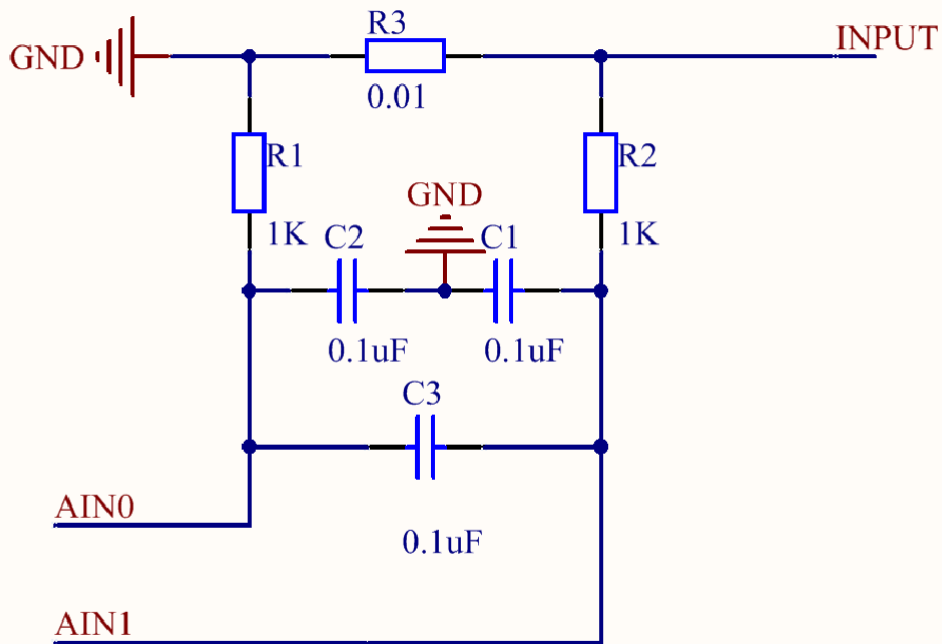 R3
INPUT
GND
0.01
R1
R2
GND
1K
C2
C1
1K
0.1uF
0.1uF
C3
AIN0
0.1uF
AIN1